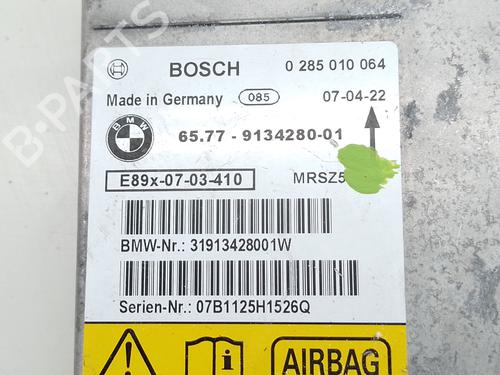 B-PARTS
BOSCH 0 285 010 064
Made in Germany 085 07-04-22
BMW 65.77 - 9134280-01
E89x-07-03-410 MRSZ5
BMW-Nr.: 31913428001W
Serien-Nr.: 07B1125H1526Q
AIRBAG